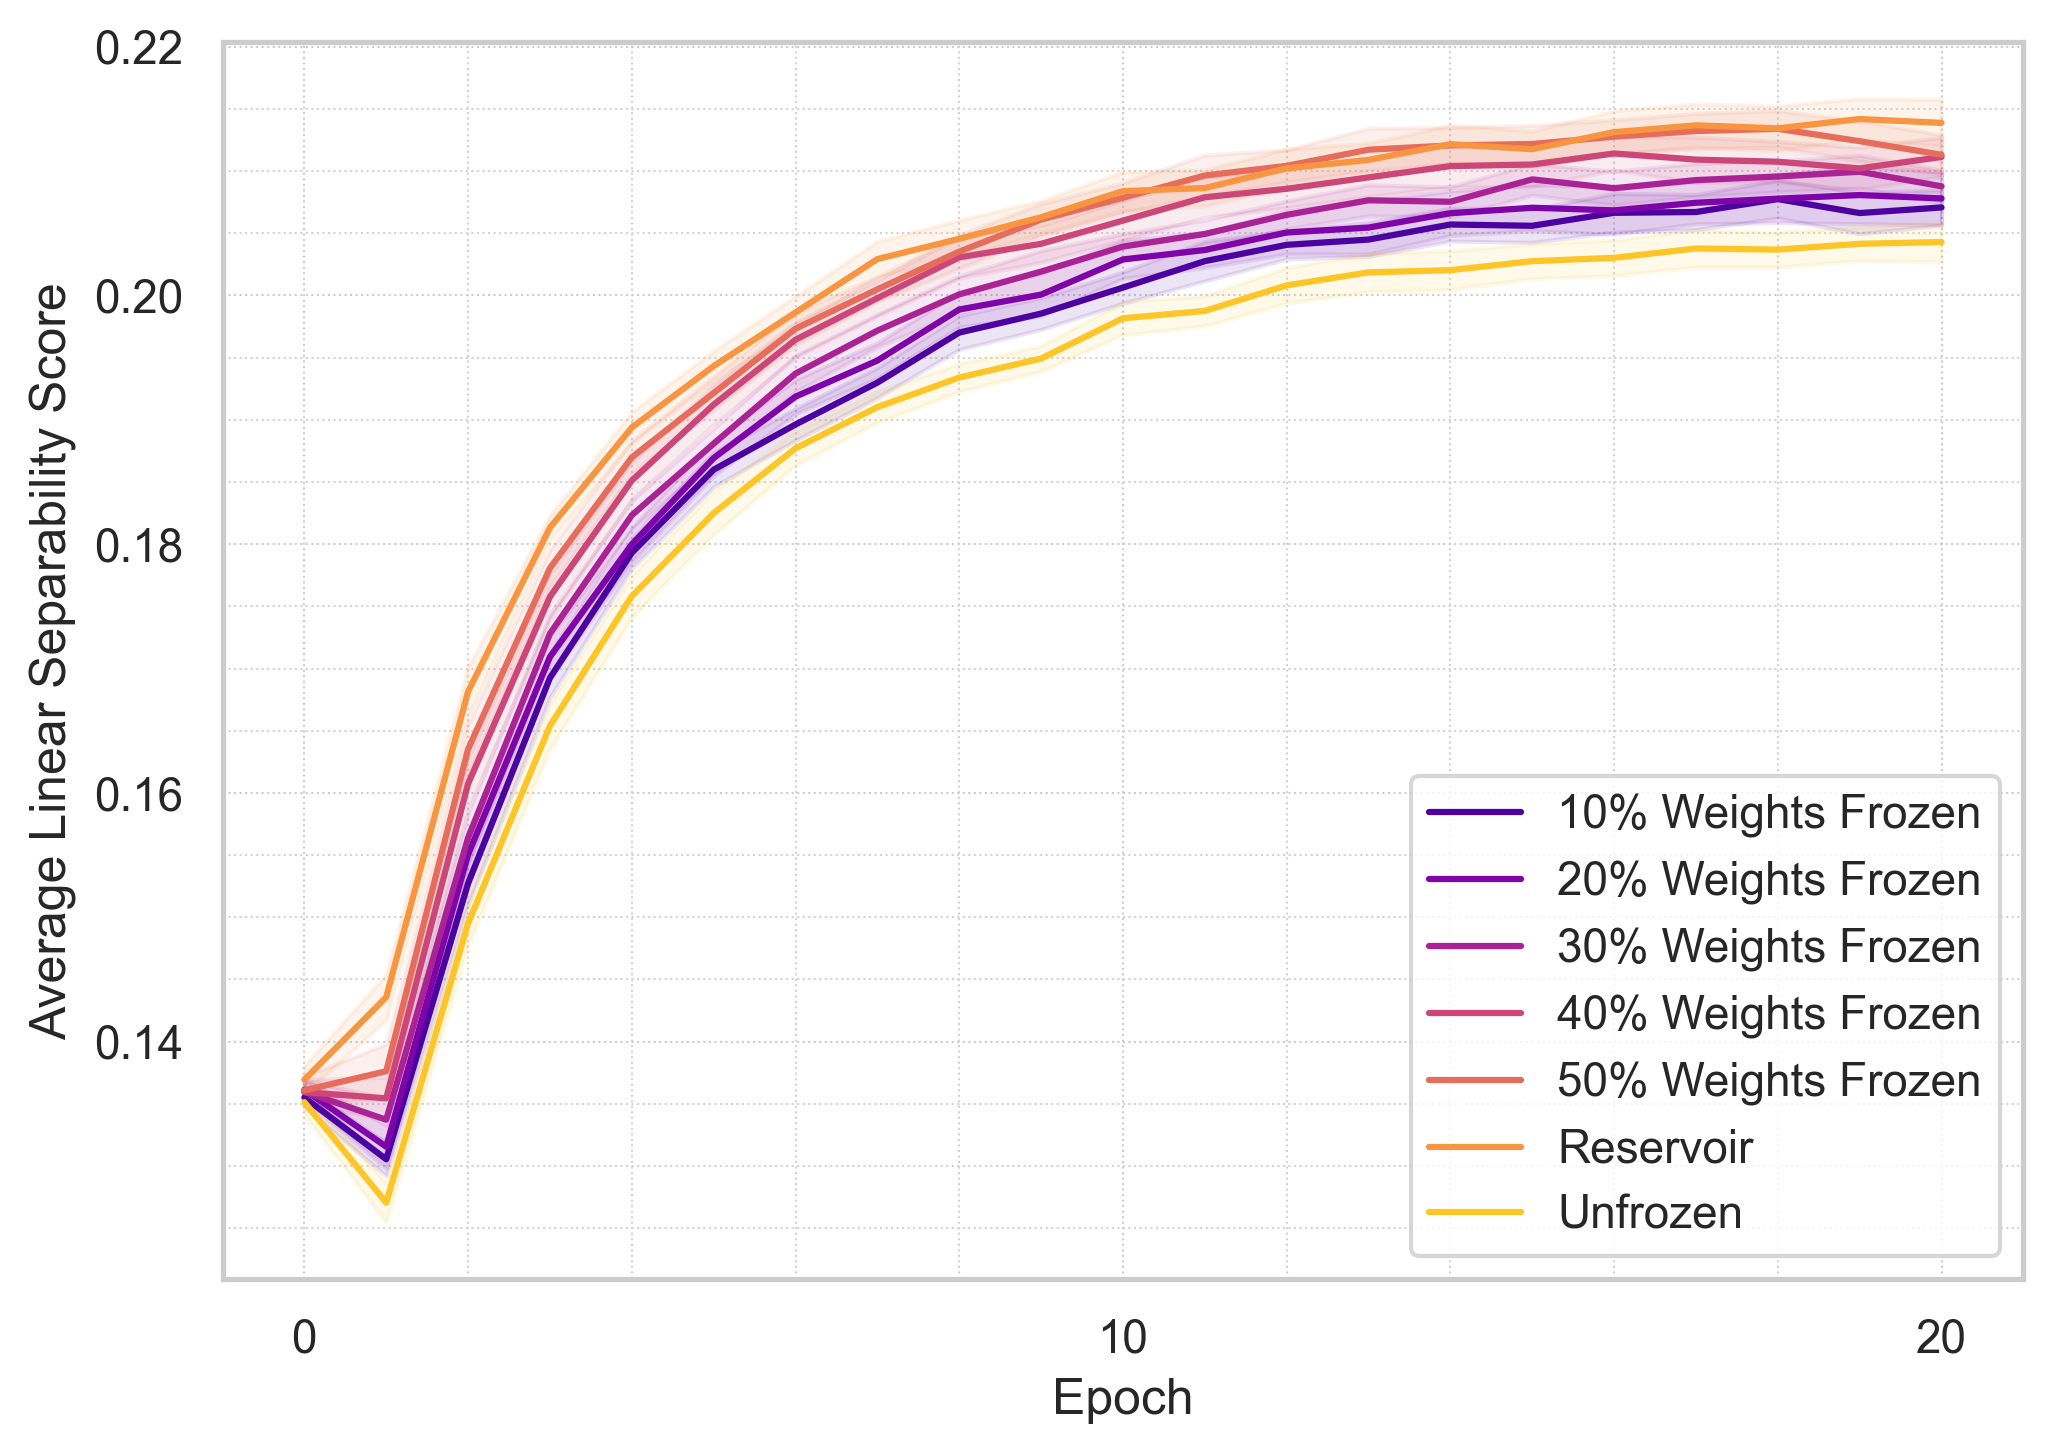 0.22
0.20
0.18
0.16
0.14
Average Linear Separability Score
10% Weights Frozen
20% Weights Frozen
30% Weights Frozen
40% Weights Frozen
50% Weights Frozen
Reservoir
Unfrozen
0 10 20
Epoch